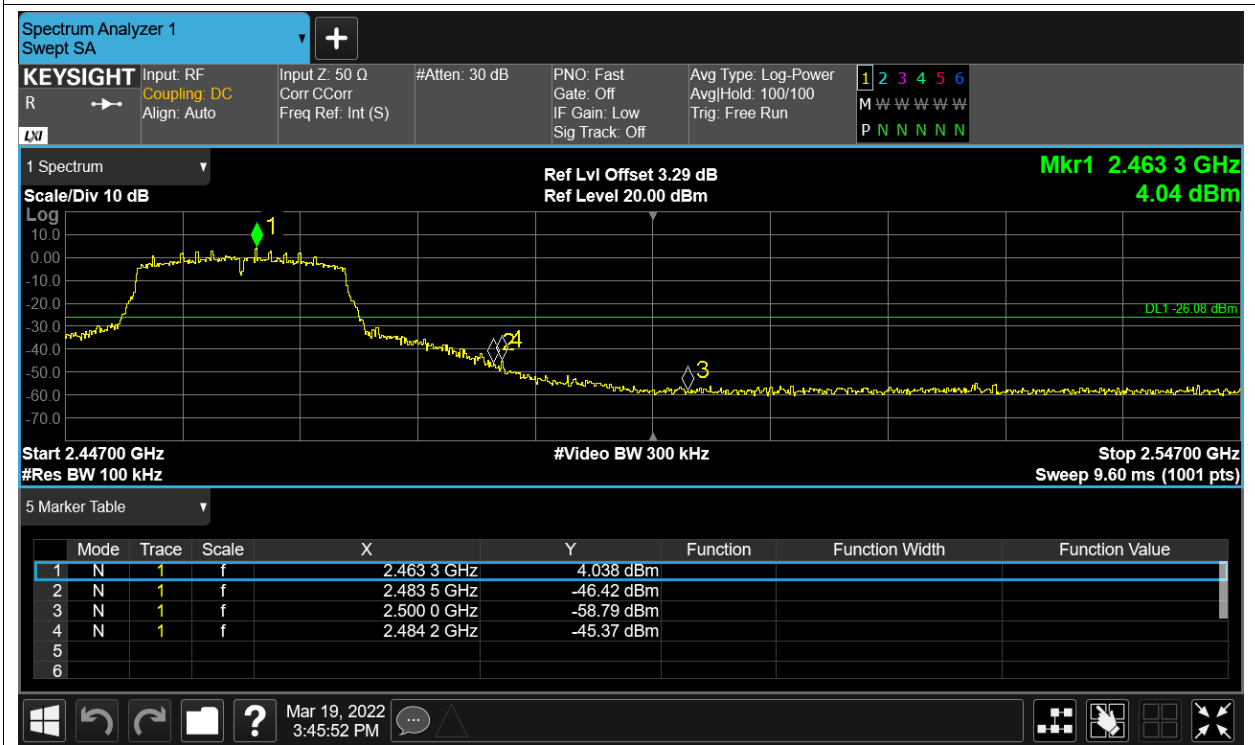 Spectrum Analyzer 1
Swept SA
KEYSIGHT Input: RF Input Z: 50 Ω #Atten: 30 dB PNO: Fast Avg Type: Log-Power 1 2 3 4 5 6
R Coupling: DC Corr CCorr Gate: Off Avg|Hold: 100/100 M W W W W W W
Align: Auto Freq Ref: Int (S) IF Gain: Low Trig: Free Run
LXI Sig Track: Off P N N N N N N
1 Spectrum Ref Lvl Offset 3.29 dB Mkr1 2.463 3 GHz
Scale/Div 10 dB Ref Level 20.00 dBm 4.04 dBm
Log
1
10.0
0.00
-10.0
-20.0
DL1 -26.08 dBm
-30.0
24
-40.0
3
-50.0
-60.0
-70.0
Start 2.44700 GHz #Video BW 300 kHz Stop 2.54700 GHz
#Res BW 100 kHz Sweep 9.60 ms (1001 pts)
5 Marker Table
Mode Trace Scale X Y Function Function Width Function Value
1 N 1 f 2.463 3 GHz 4.038 dBm
2 N 1 f 2.483 5 GHz -46.42 dBm
3 N 1 f 2.500 0 GHz -58.79 dBm
4 N 1 f 2.484 2 GHz -45.37 dBm
5
6
? Mar 19, 2022
3:45:52 PM